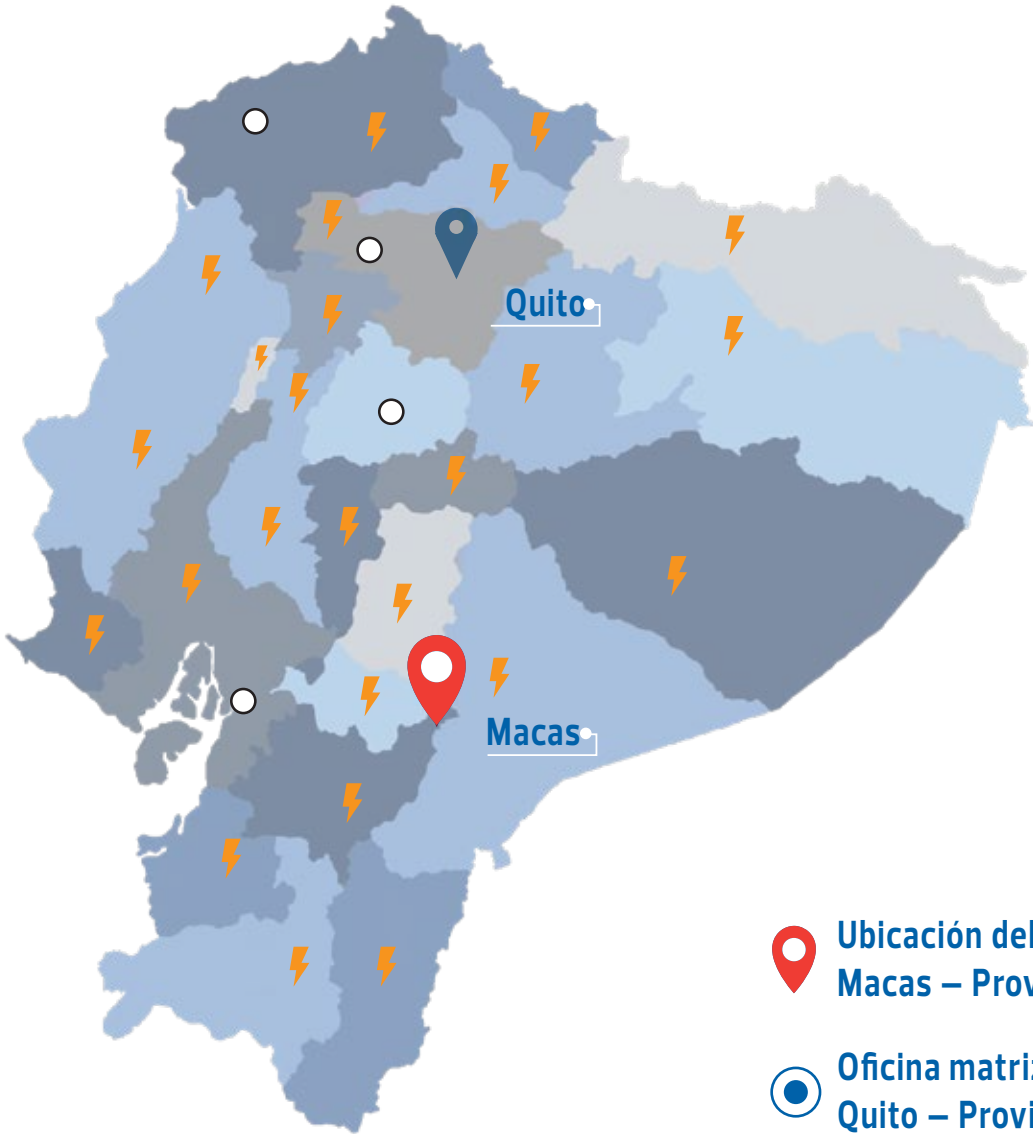 Quito
Macas
Ubicación del
Macas – Prov
Oficina matriz
Quito – Provi